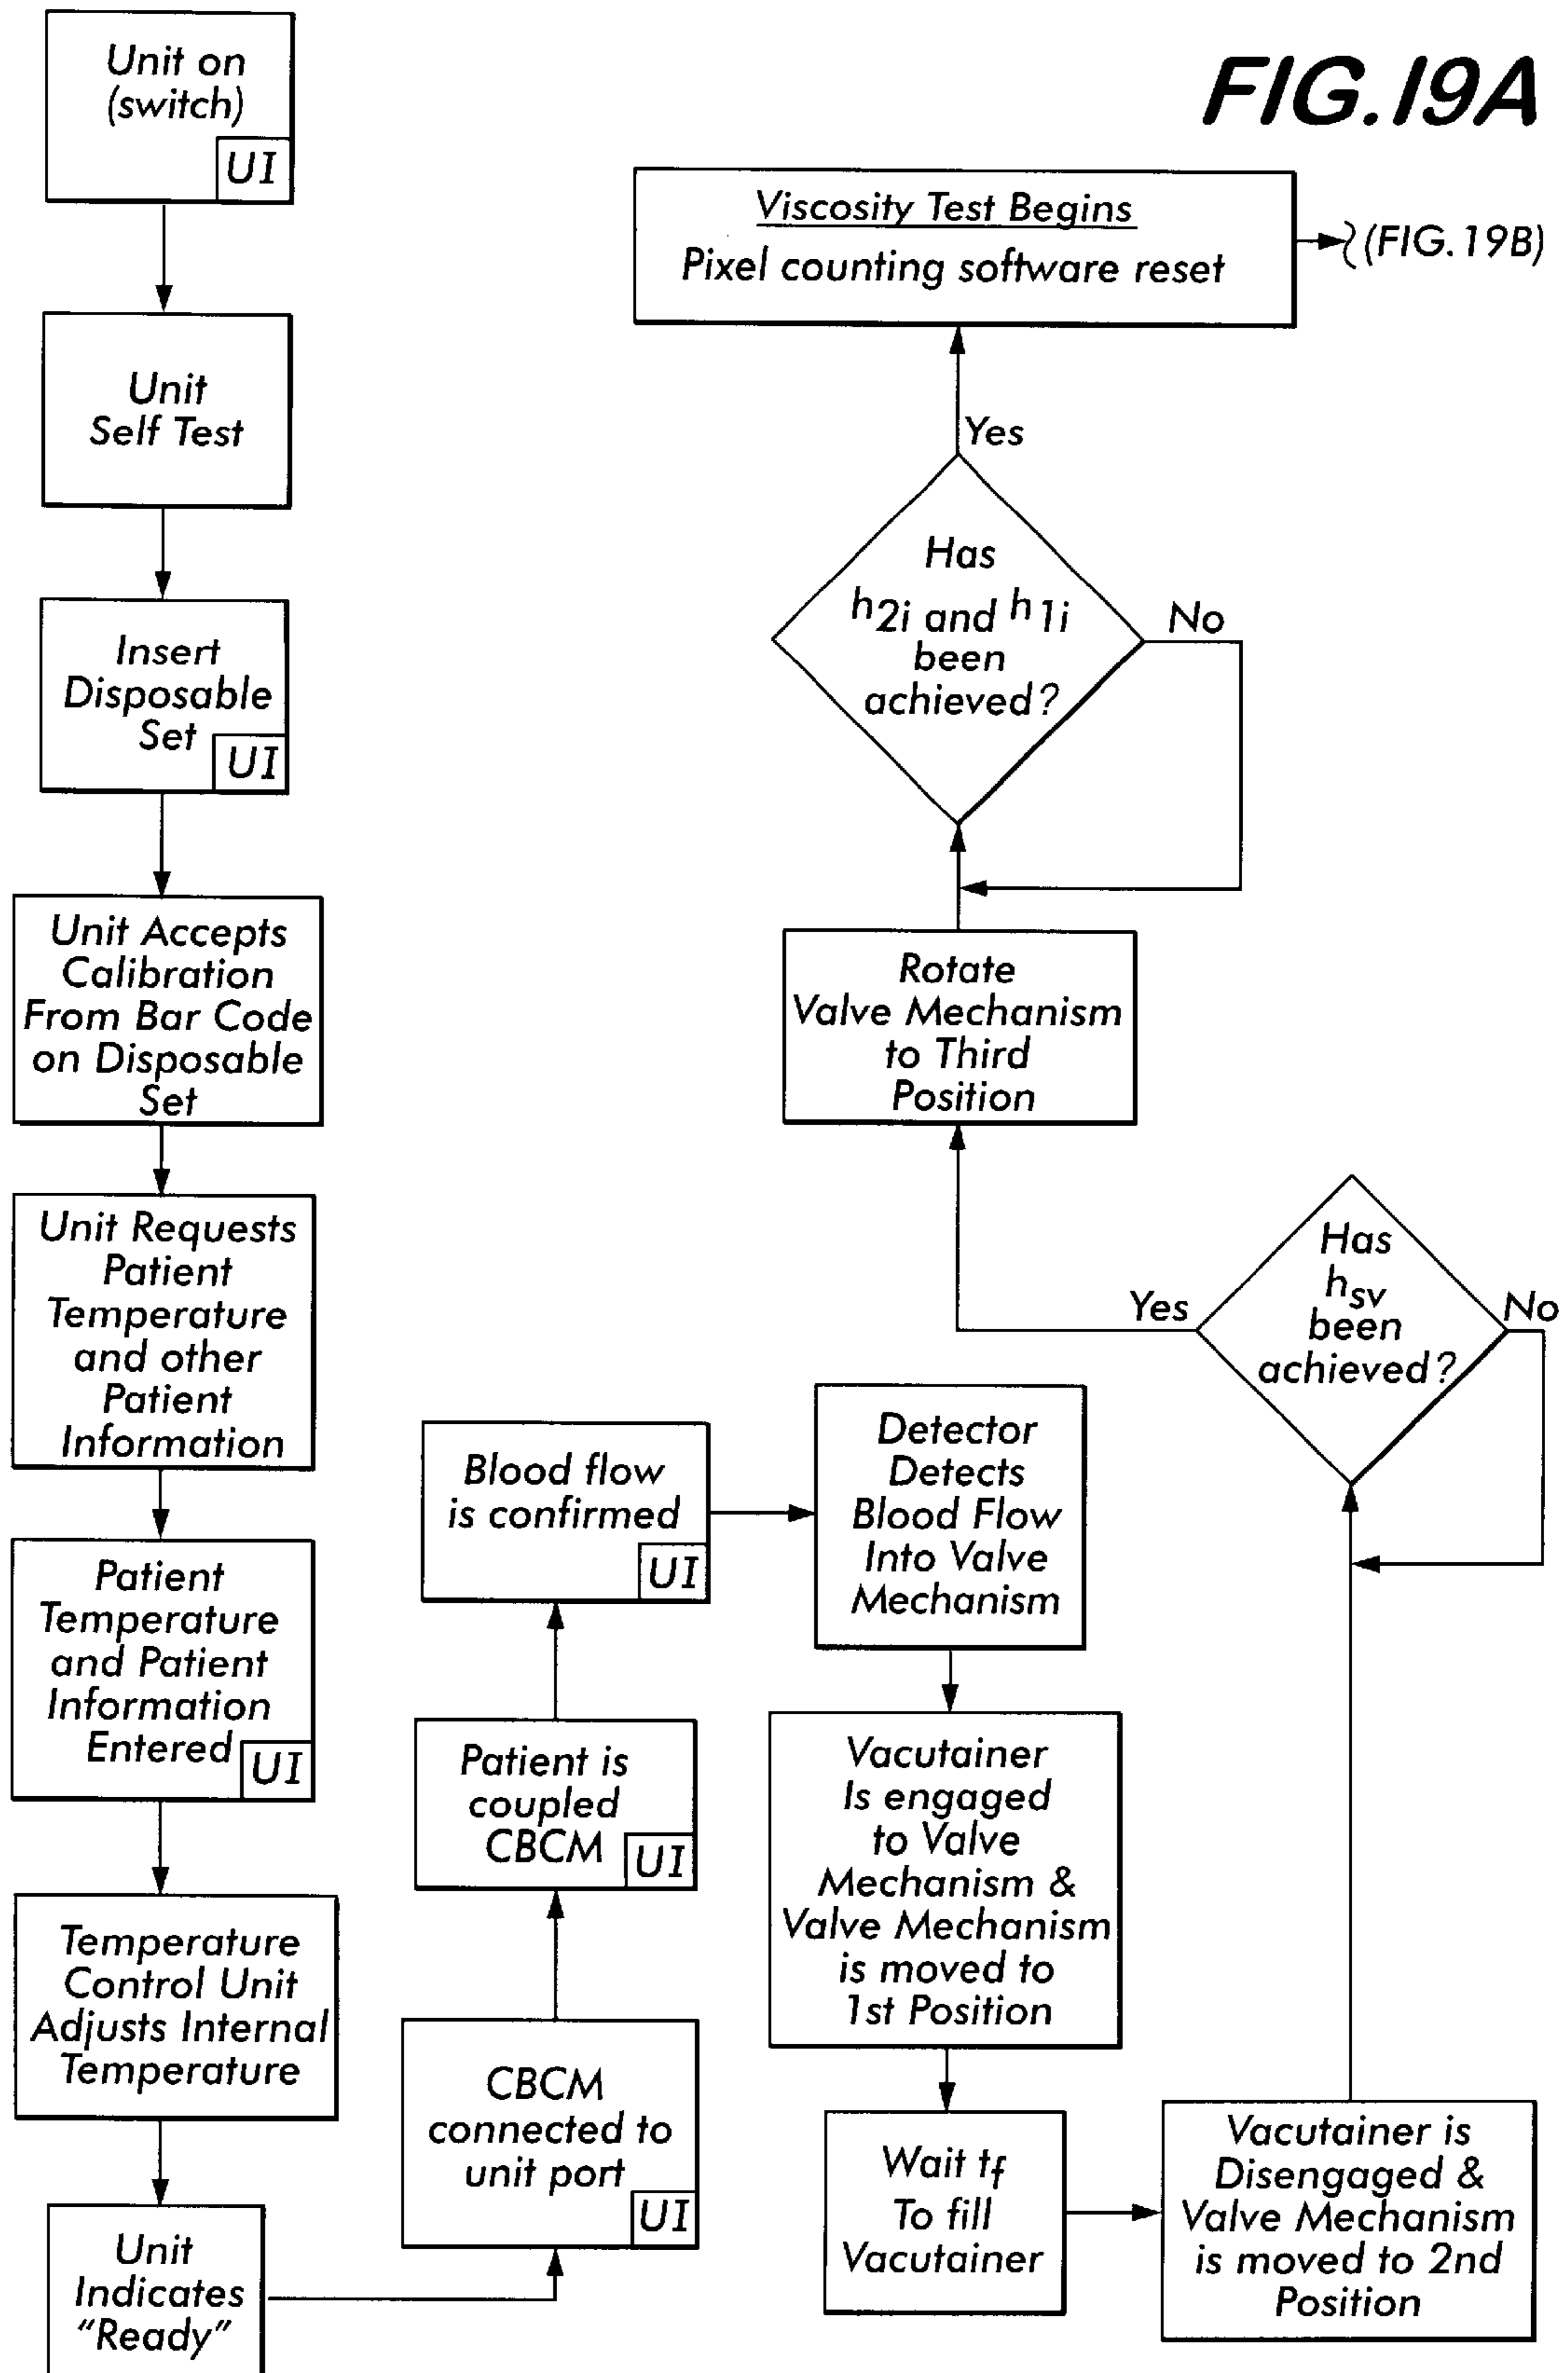 FIG. 19A
Unit on
(switch)
UI
Unit
Self Test
Insert
Disposable
Set
UI
Unit Accepts
Calibration
From Bar Code
on Disposable
Set
Unit Requests
Patient
Temperature
and other
Patient
Information
Patient
Temperature
and Patient
Information
Entered
UI
Temperature
Control Unit
Adjusts Internal
Temperature
Unit
Indicates
"Ready"
CBCM
connected to
unit port
UI
Patient is
coupled
CBCM
UI
Blood flow
is confirmed
UI
Detector
Detects
Blood Flow
Into Valve
Mechanism
Vacutainer
Is engaged
to Valve
Mechanism &
Valve Mechanism
is moved to
1st Position
Wait tf
To fill
Vacutainer
Vacutainer is
Disengaged &
Valve Mechanism
is moved to 2nd
Position
Has
hsv
been
achieved?
No
Yes
Rotate
Valve Mechanism
to Third
Position
Has
h2i and h1i
been
achieved?
No
Yes
Viscosity Test Begins
Pixel counting software reset
(FIG. 19B)